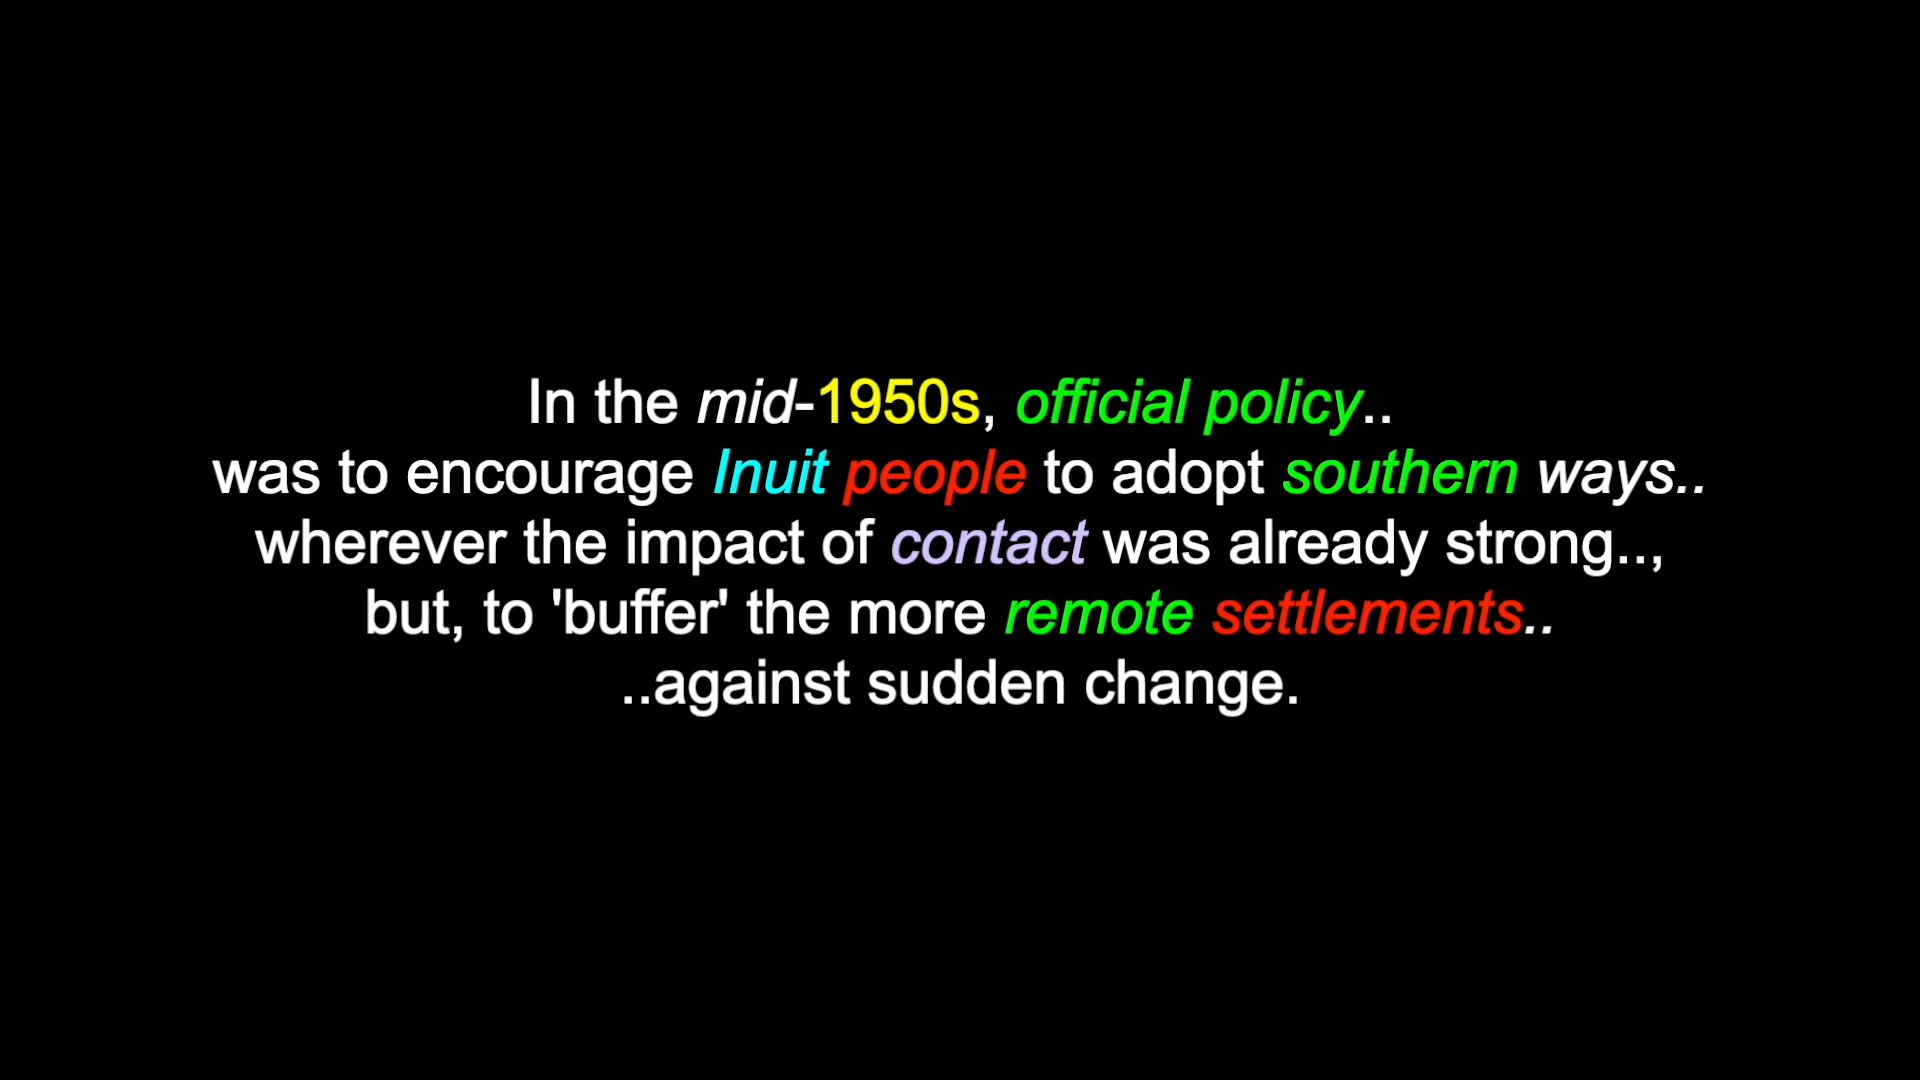 In the mid-1950s, official policy..
was to encourage Inuit people to adopt southern ways..
wherever the impact of contact was already strong..,
but, to 'buffer' the more remote settlements..
..against sudden change.